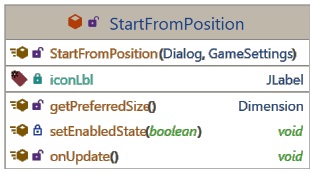 StartFromPosition
StartFromPosition(Dialog, GameSettings)
iconLbl JLabel
getPreferredSize() Dimension
setEnabledState(boolean) void
onUpdate() void